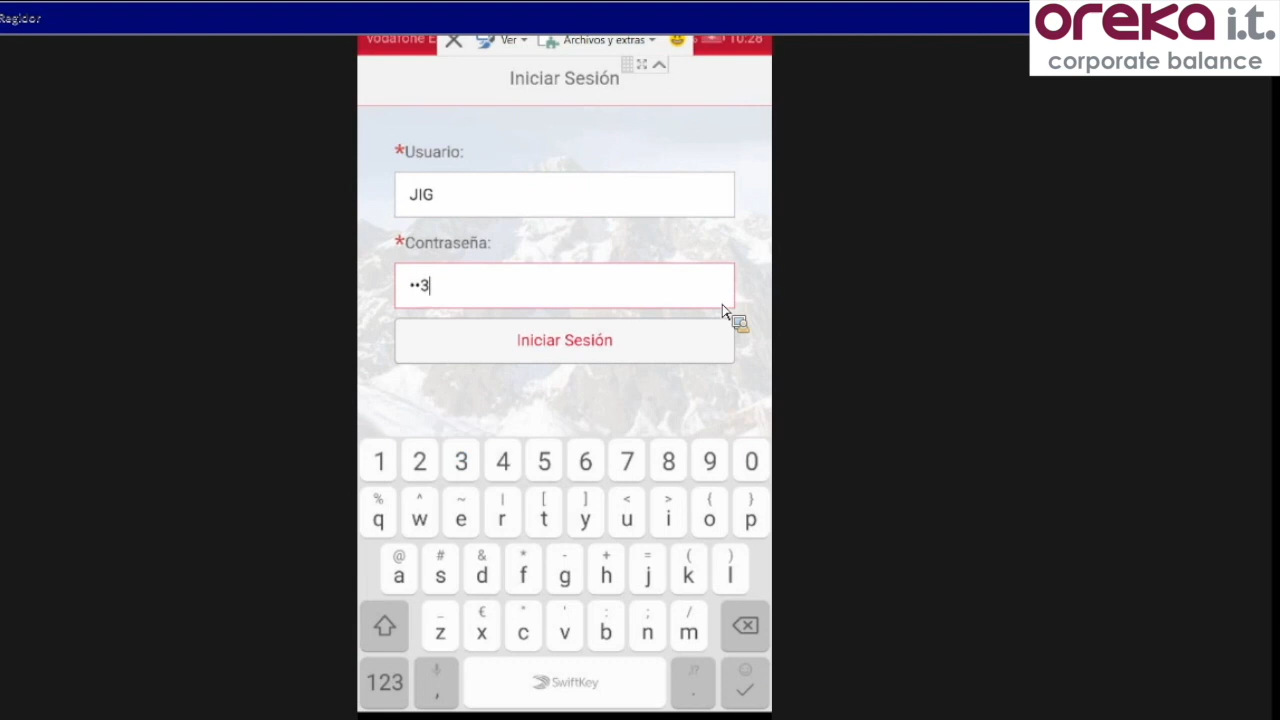 Regidor
oreka i.t.
corporate balance
vodafone E
Ver
Archivos y extras
10:28
Iniciar Sesión
*Usuario:
JIG
*Contraseña:
••3
Iniciar Sesión
1 2 3 4 5 6 7 8 9 0
% ^ ~ | [ ] < > { }
q w e r t y u i o p
@ # & * - + = ( )
a s d f g h j k l
_ € " ' : ; /
z x c v b n m
123 , SwiftKey .